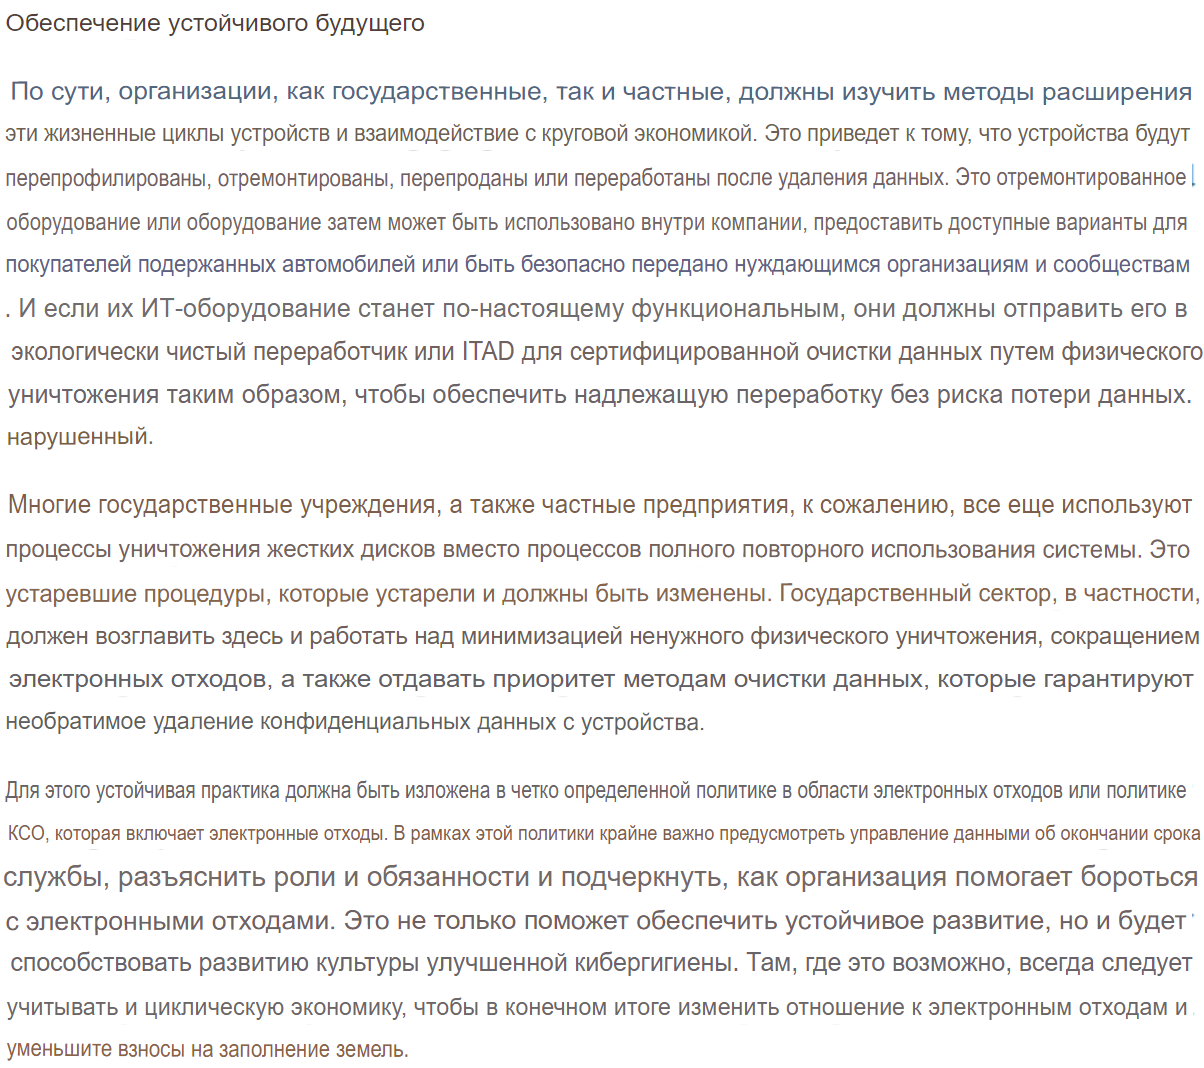 Обеспечение устойчивого будущего
По сути, организации, как государственные, так и частные, должны изучить методы расширения
эти жизненные циклы устройств и взаимодействие с круговой экономикой. Это приведет к тому, что устройства будут
перепрофилированы, отремонтированы, перепроданы или переработаны после удаления данных. Это отремонтированное
оборудование или оборудование затем может быть использовано внутри компании, предоставить доступные варианты для
покупателей подержанных автомобилей или быть безопасно передано нуждающимся организациям и сообществам
. И если их ИТ-оборудование станет по-настоящему функциональным, они должны отправить его в
экологически чистый переработчик или ITAD для сертифицированной очистки данных путем физического
уничтожения таким образом, чтобы обеспечить надлежащую переработку без риска потери данных.
нарушенный.
Многие государственные учреждения, а также частные предприятия, к сожалению, все еще используют
процессы уничтожения жестких дисков вместо процессов полного повторного использования системы. Это
устаревшие процедуры, которые устарели и должны быть изменены. Государственный сектор, в частности,
должен возглавить здесь и работать над минимизацией ненужного физического уничтожения, сокращением
электронных отходов, а также отдавать приоритет методам очистки данных, которые гарантируют
необратимое удаление конфиденциальных данных с устройства.
Для этого устойчивая практика должна быть изложена в четко определенной политике в области электронных отходов или политике
КСО, которая включает электронные отходы. В рамках этой политики крайне важно предусмотреть управление данными об окончании срока
службы, разъяснить роли и обязанности и подчеркнуть, как организация помогает бороться
с электронными отходами. Это не только поможет обеспечить устойчивое развитие, но и будет
способствовать развитию культуры улучшенной кибергигиены. Там, где это возможно, всегда следует
учитывать и циклическую экономику, чтобы в конечном итоге изменить отношение к электронным отходам и
уменьшите взносы на заполнение земель.